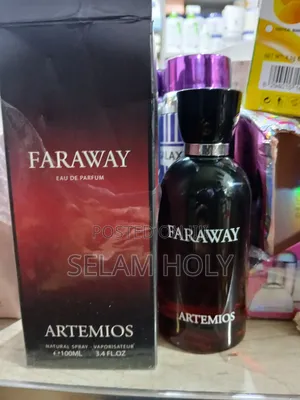 FARAWAY
EAU DE PARFUM
ARTEMIOS
NATURAL SPRAY - VAPORISATEUR
℮100ML 3.4 FL.OZ
FARAWAY
ARTEMIOS
SELAM HOLY